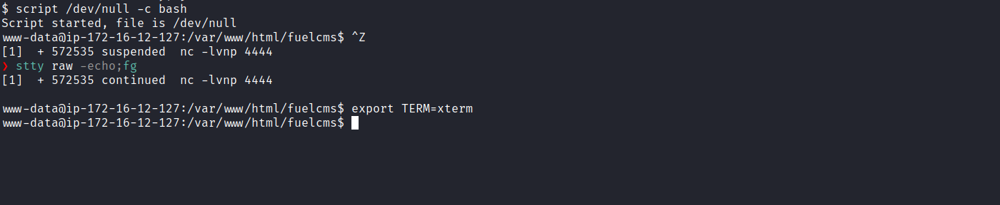 $ script /dev/null -c bash
Script started, file is /dev/null
www-data@ip-172-16-12-127:/var/www/html/fuelcms$ ^Z
[1]  + 572535 suspended  nc -lvnp 4444
❯ stty raw -echo;fg
[1]  + 572535 continued  nc -lvnp 4444
www-data@ip-172-16-12-127:/var/www/html/fuelcms$ export TERM=xterm
www-data@ip-172-16-12-127:/var/www/html/fuelcms$